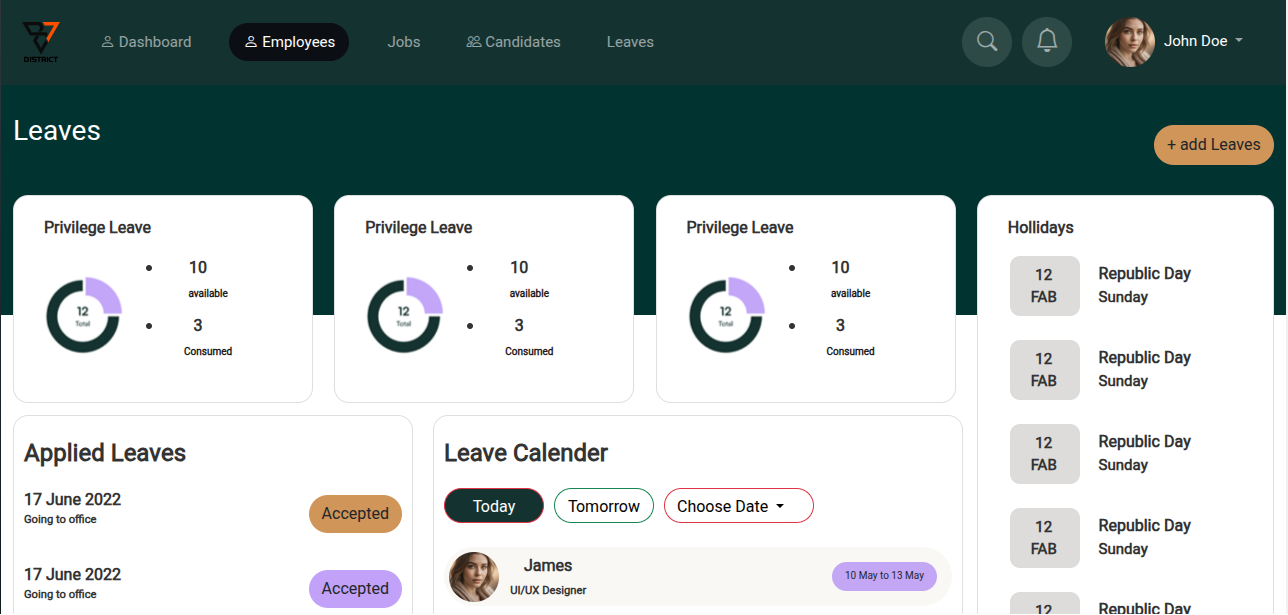 DISTRICT
Dashboard
Employees
Jobs
Candidates
Leaves
John Doe
Leaves
+ add Leaves
Privilege Leave
12
Total
10
available
3
Consumed
Privilege Leave
12
Total
10
available
3
Consumed
Privilege Leave
12
Total
10
available
3
Consumed
Hollidays
12
FAB
Republic Day
Sunday
12
FAB
Republic Day
Sunday
12
FAB
Republic Day
Sunday
12
FAB
Republic Day
Sunday
12
Republic Day
Applied Leaves
17 June 2022
Going to office
Accepted
17 June 2022
Going to office
Accepted
Leave Calender
Today
Tomorrow
Choose Date
James
UI/UX Designer
10 May to 13 May